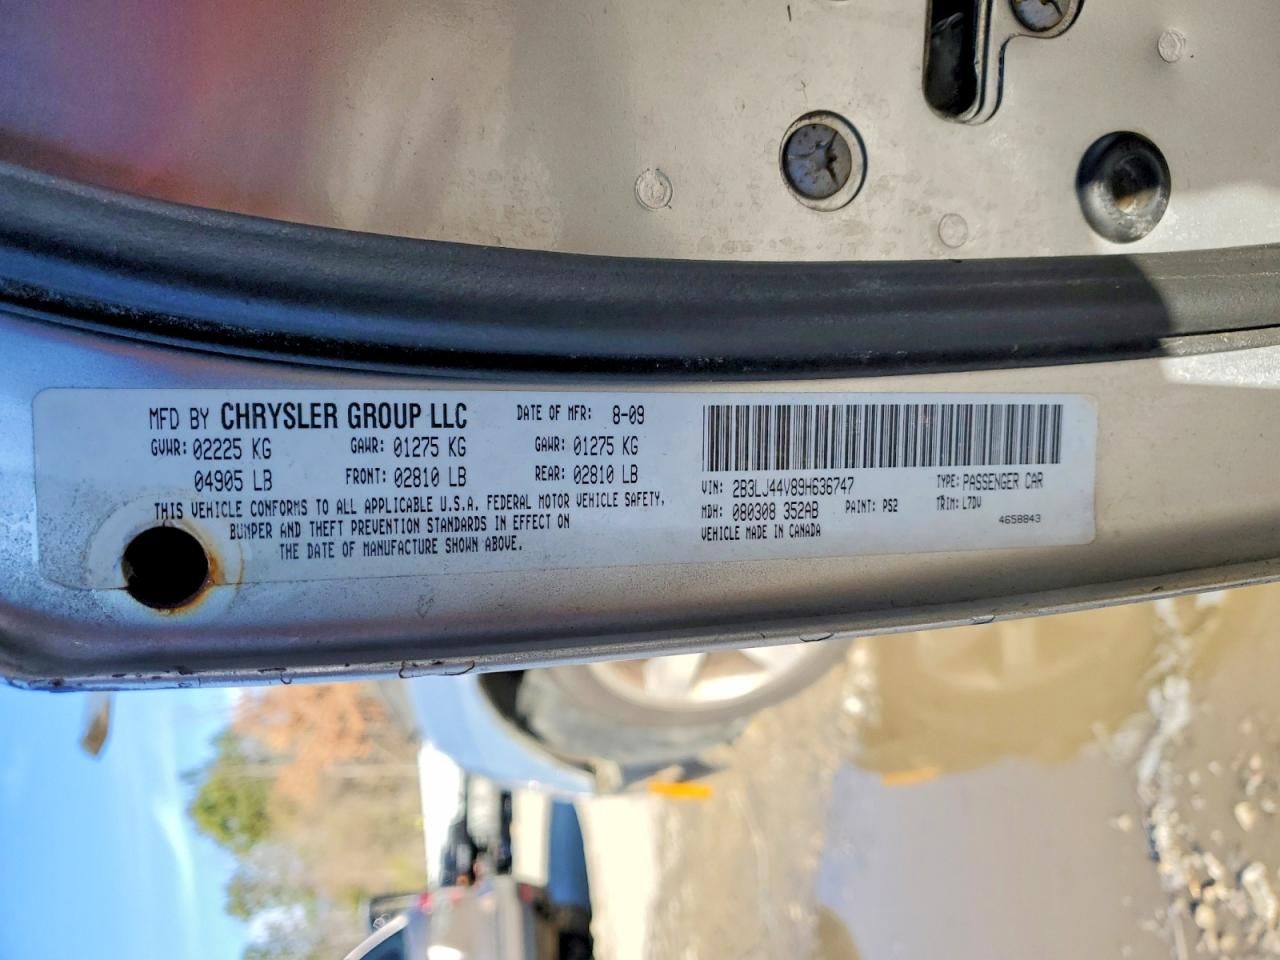 MFD BY CHRYSLER GROUP LLC DATE OF MFR: 8-09
GVWR: 02225 KG GAWR: 01275 KG GAWR: 01275 KG
04905 LB FRONT: 02810 LB REAR: 02810 LB
THIS VEHICLE CONFORMS TO ALL APPLICABLE U.S.A. FEDERAL MOTOR VEHICLE SAFETY,
BUMPER AND THEFT PREVENTION STANDARDS IN EFFECT ON
THE DATE OF MANUFACTURE SHOWN ABOVE.
VIN: 2B3LJ44V89H636747 TYPE: PASSENGER CAR
MDH: 080308 352AB PAINT: PS2 TRIM: L7DV
VEHICLE MADE IN CANADA 4658843